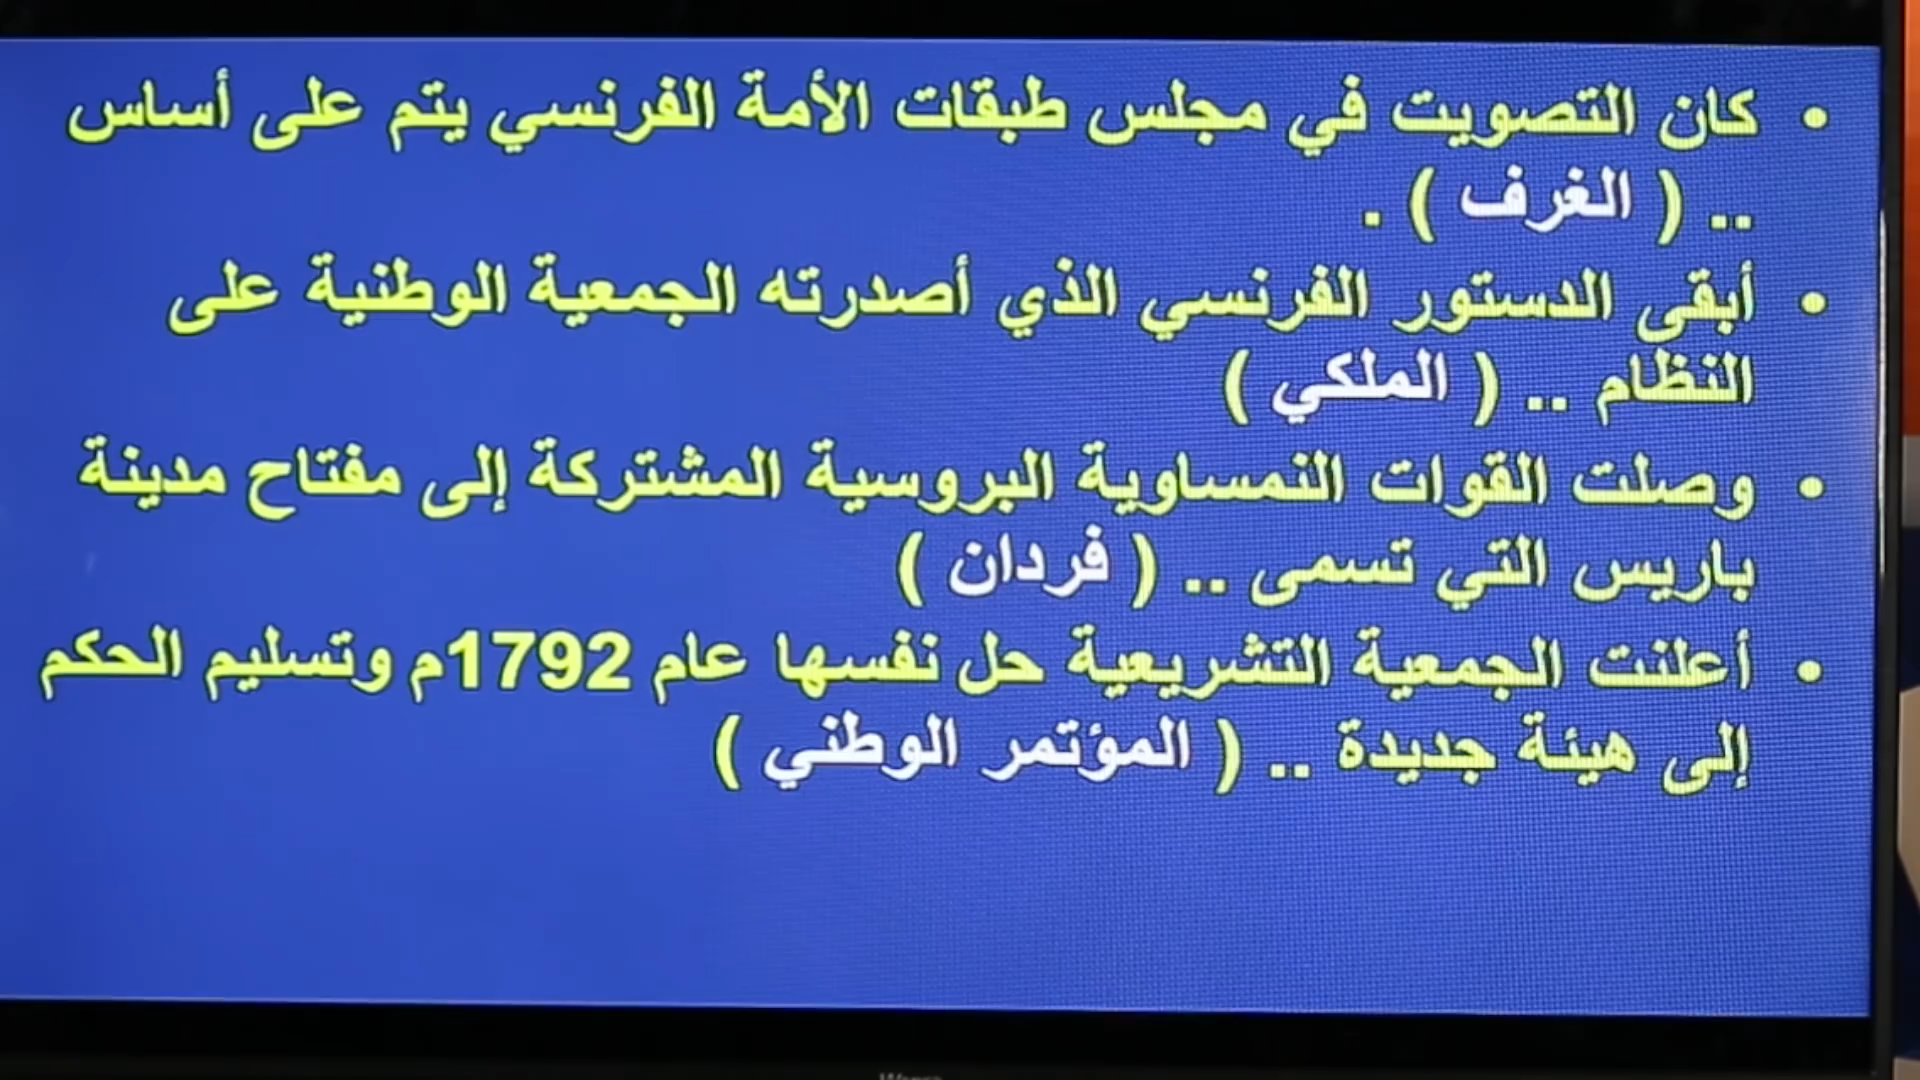 • كان التصويت في مجلس طبقات الأمة الفرنسي يتم على أساس
.. ( الغرف ) .
• أبقى الدستور الفرنسي الذي أصدرته الجمعية الوطنية على
النظام .. ( الملكي )
• وصلت القوات النمساوية البروسية المشتركة إلى مفتاح مدينة
باريس التي تسمى .. ( فردان )
• أعلنت الجمعية التشريعية حل نفسها عام 1792م وتسليم الحكم
إلى هيئة جديدة .. ( المؤتمر الوطني )